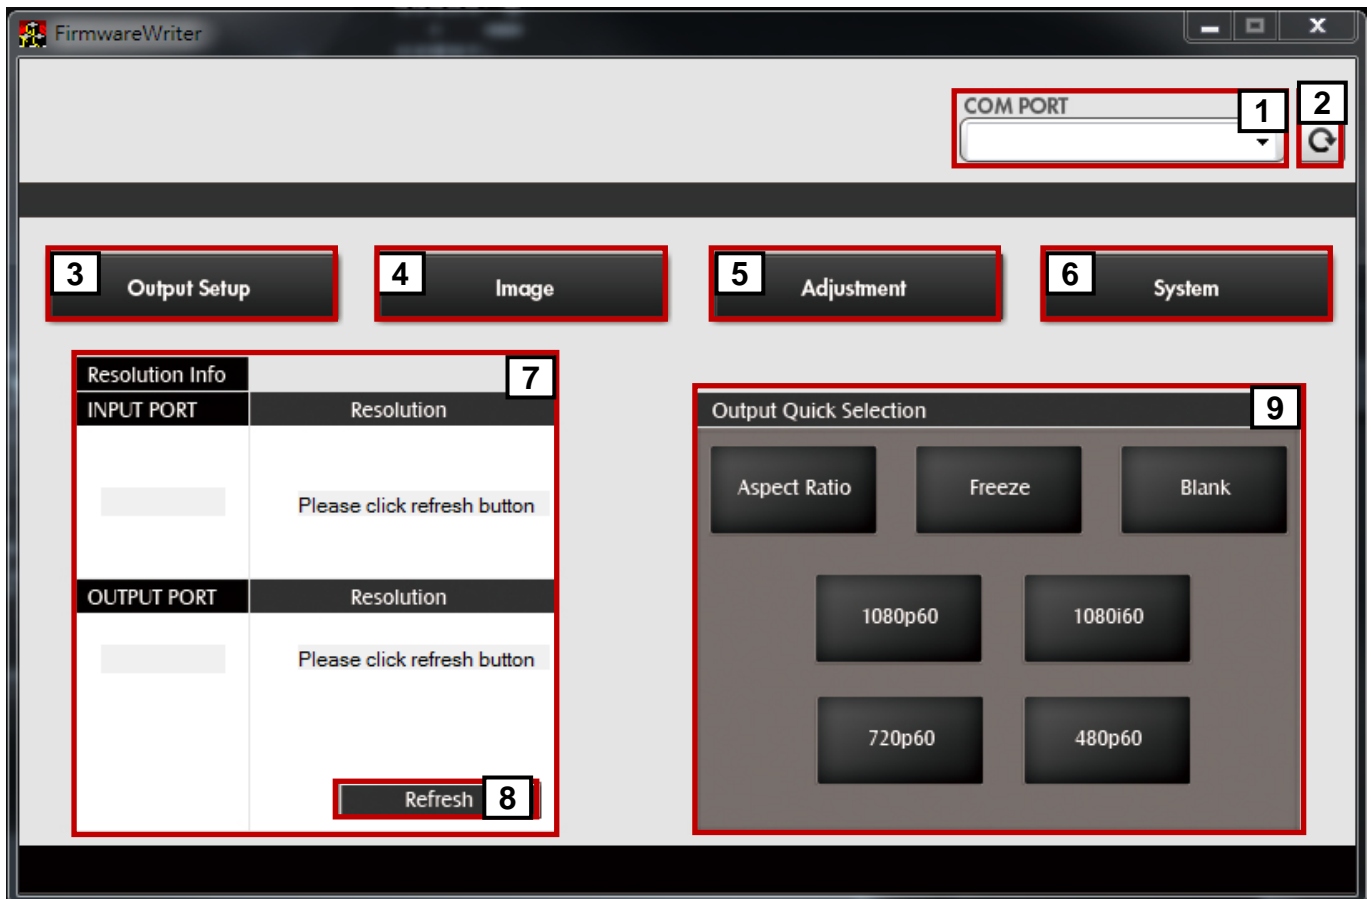 FirmwareWriter
X
COM PORT
1
2
3
Output Setup
4
Image
5
Adjustment
6
System
Resolution Info
7
INPUT PORT Resolution
Please click refresh button
OUTPUT PORT Resolution
Please click refresh button
Refresh
8
Output Quick Selection
9
Aspect Ratio
Freeze
Blank
1080p60
1080i60
720p60
480p60